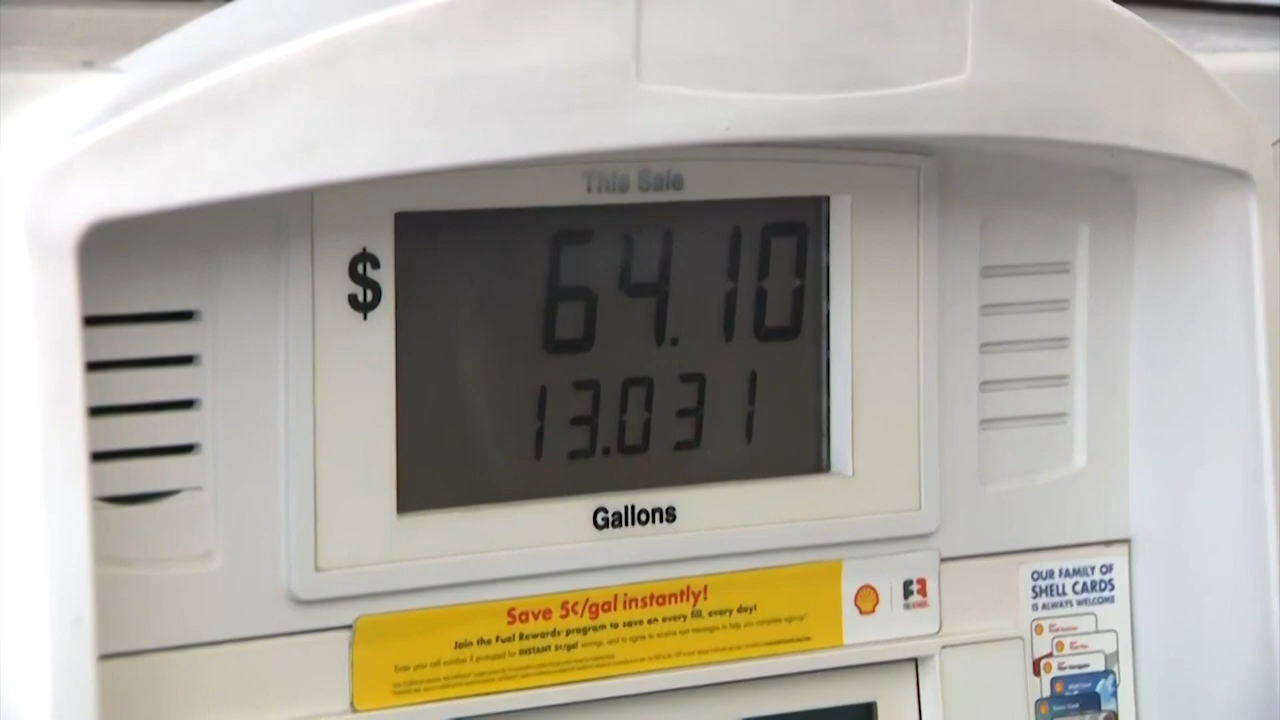 This Sale
$ 64.10
13.031
Gallons
Save 5¢/gal instantly!
Join the Fuel Rewards program to save on every fill, every day!
OUR FAMILY OF
SHELL CARDS
IS ALWAYS WELCOME